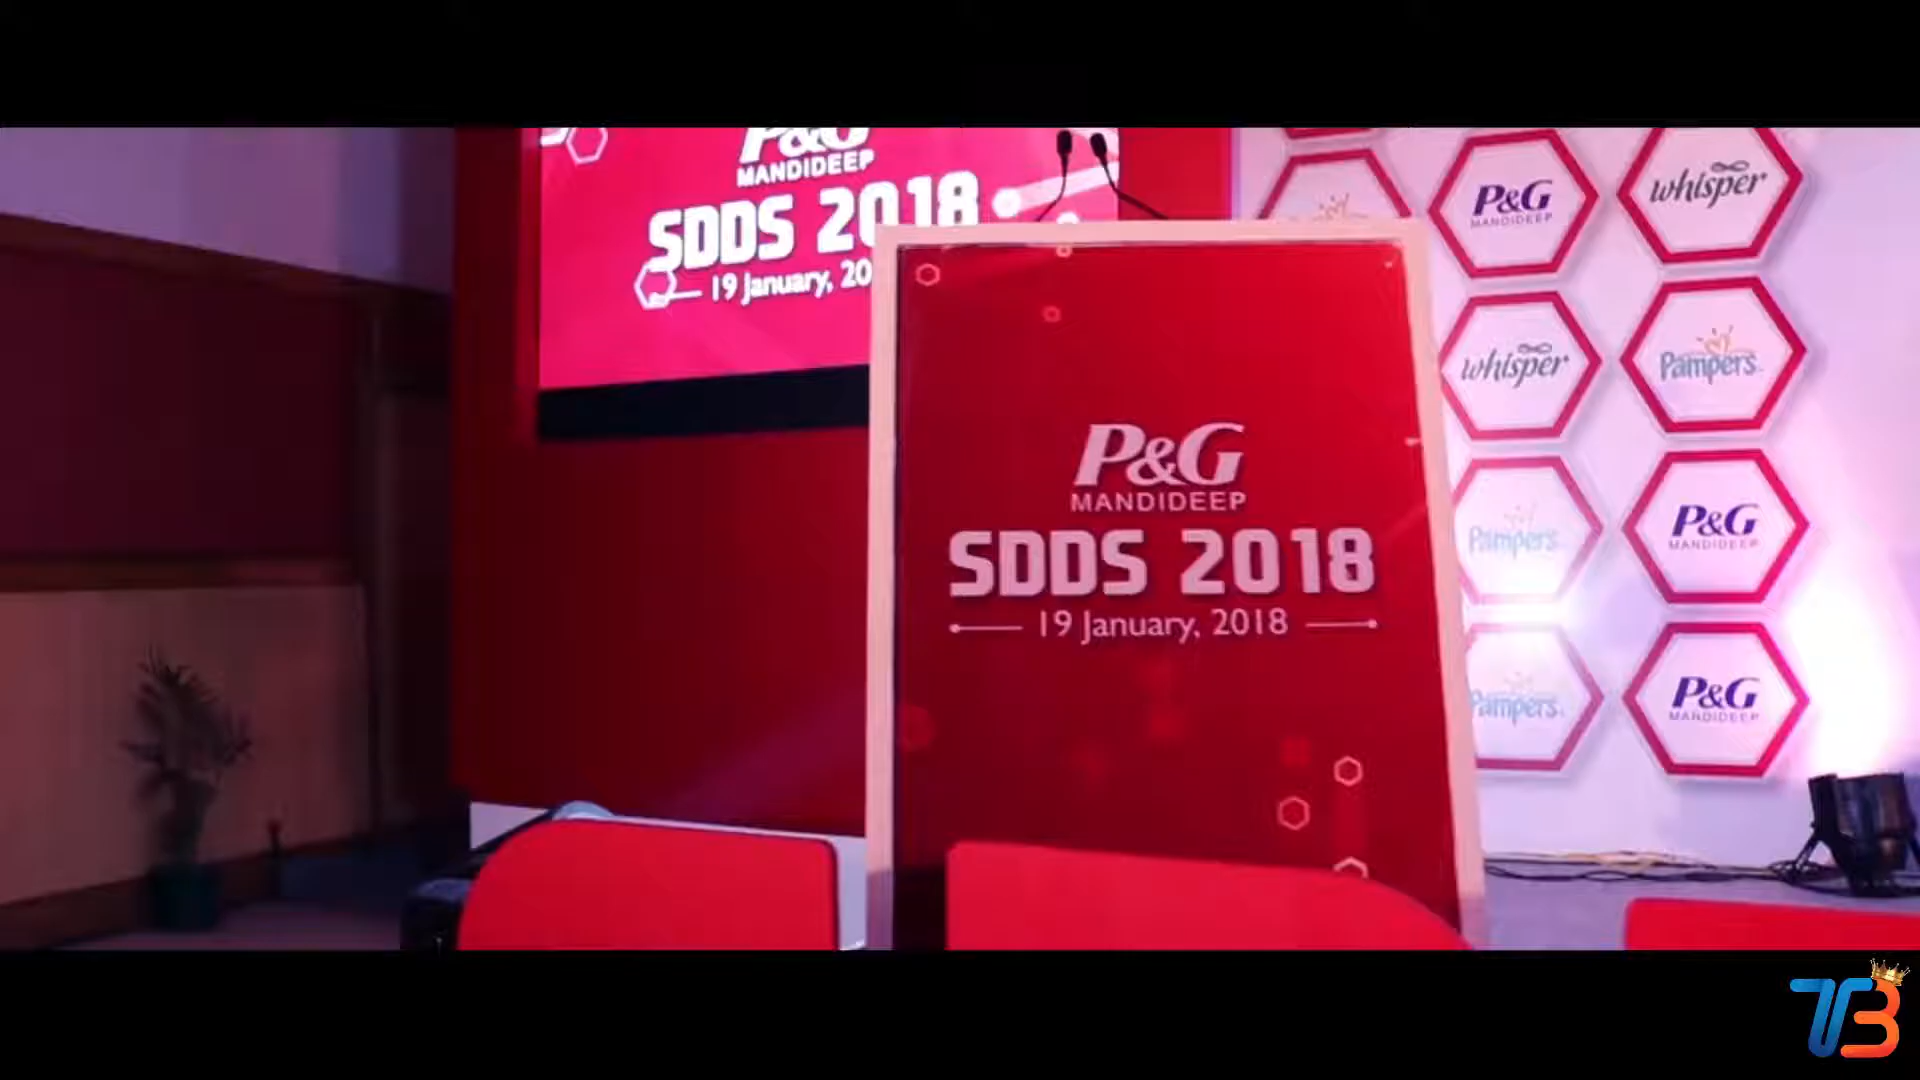 P&G
MANDIDEEP
SDDS 2018
19 January, 20
P&G
MANDIDEEP
SDDS 2018
19 January, 2018
P&G
MANDIDEEP
whisper
whisper
Pampers
Pampers
P&G
MANDIDEEP
Pampers
P&G
MANDIDEEP
TB